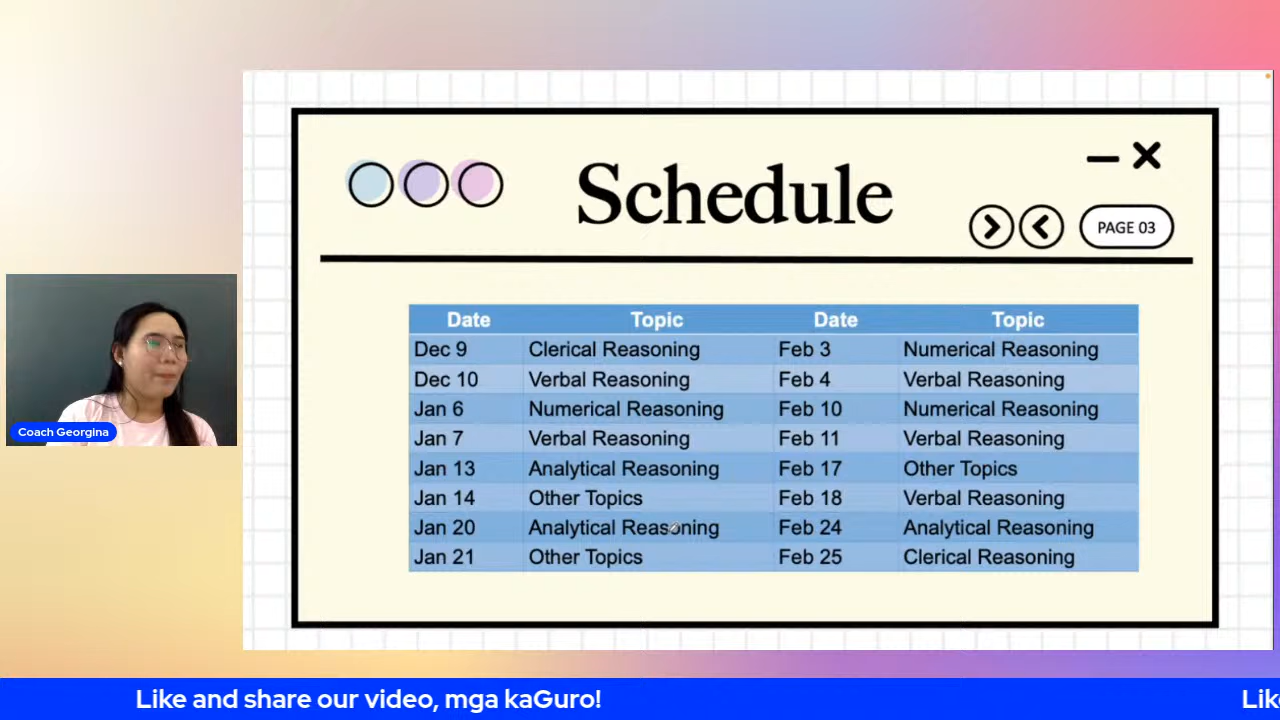 Schedule
PAGE 03
Date Topic Date Topic
Dec 9 Clerical Reasoning Feb 3 Numerical Reasoning
Dec 10 Verbal Reasoning Feb 4 Verbal Reasoning
Jan 6 Numerical Reasoning Feb 10 Numerical Reasoning
Jan 7 Verbal Reasoning Feb 11 Verbal Reasoning
Jan 13 Analytical Reasoning Feb 17 Other Topics
Jan 14 Other Topics Feb 18 Verbal Reasoning
Jan 20 Analytical Reasoning Feb 24 Analytical Reasoning
Jan 21 Other Topics Feb 25 Clerical Reasoning
Coach Georgina
Like and share our video, mga kaGuro! Lik